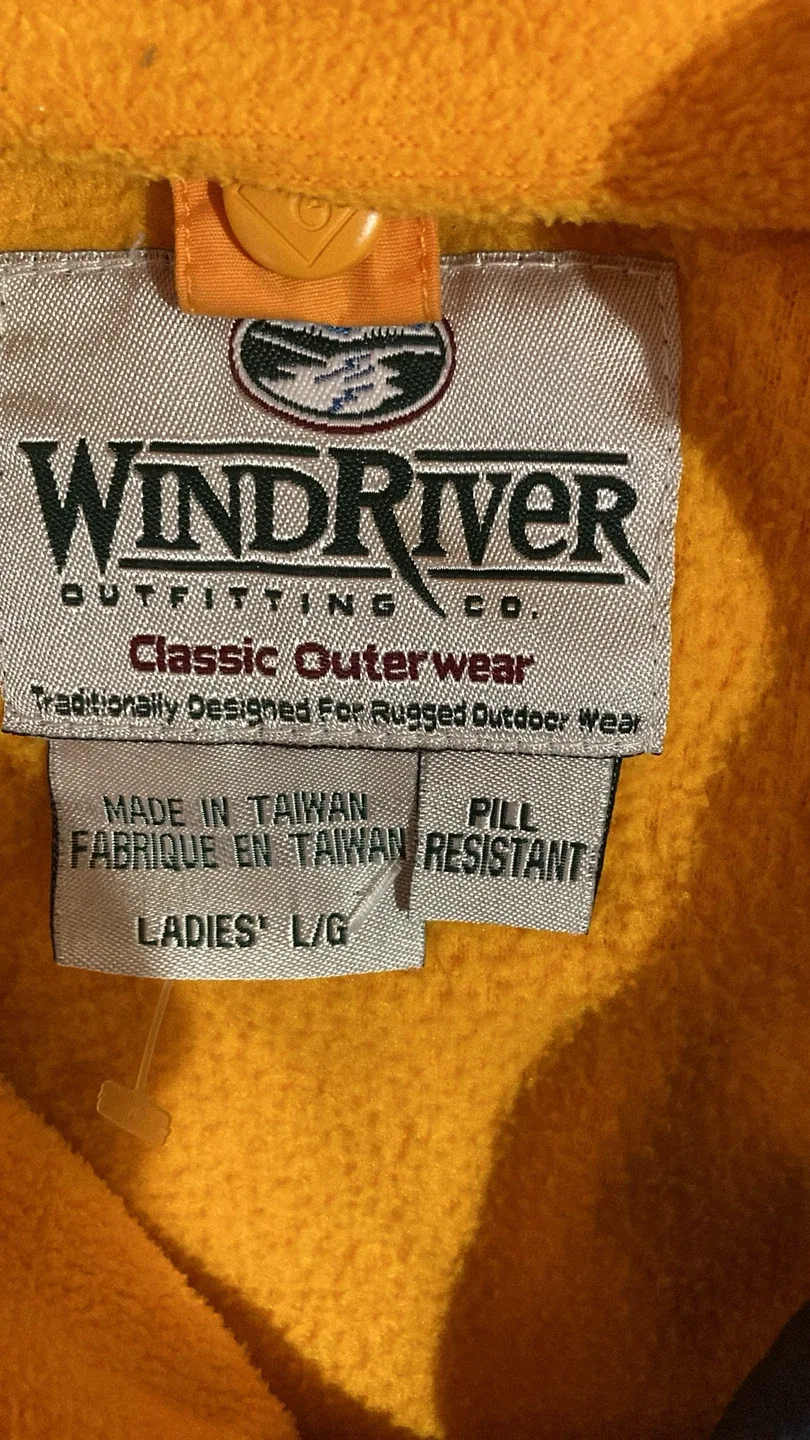 WINDRIVER
OUTFITTING CO.
Classic Outerwear
Traditionally Designed For Rugged Outdoor Wear
MADE IN TAIWAN
FABRIQUE EN TAIWAN
LADIES' L/G
PILL
RESISTANT